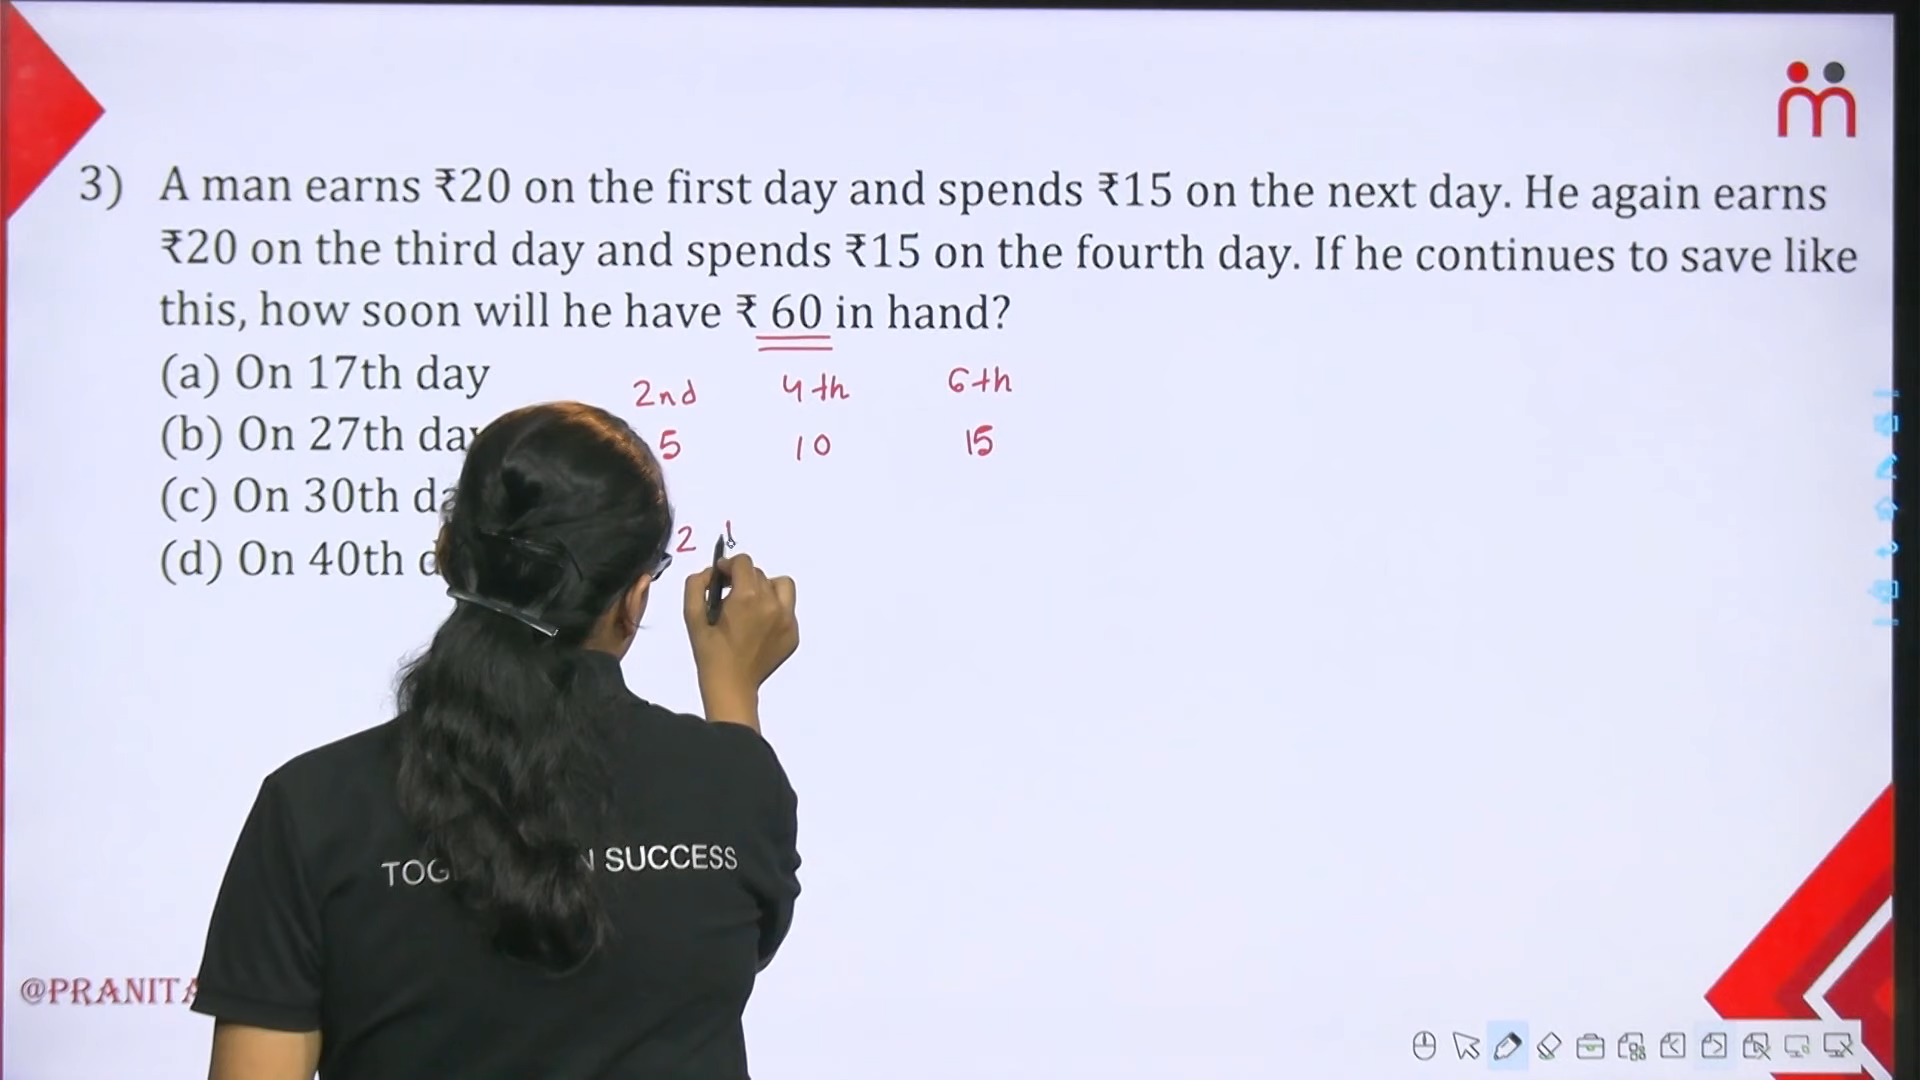 3) A man earns ₹20 on the first day and spends ₹15 on the next day. He again earns
₹20 on the third day and spends ₹15 on the fourth day. If he continues to save like
this, how soon will he have ₹ 60 in hand?
(a) On 17th day
2nd 4th 6th
(b) On 27th day
5 10 15
(c) On 30th
(d) On 40th
2
SUCCESS
@PRANITA